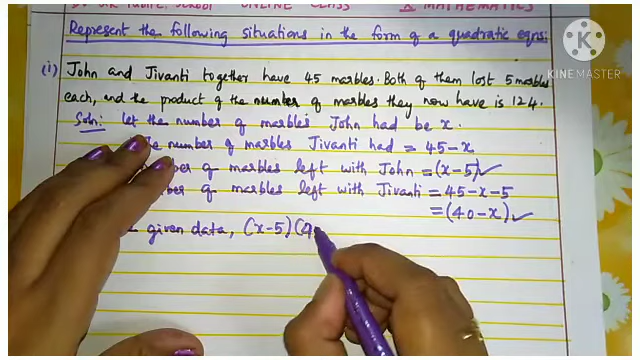 ONLINE CLASS MATHEMATICS
Represent the following situations in the form of a quadratic eqns:
(i) John and Jivanti together have 45 marbles. Both of them lost 5 marbles
each, and the product of the number of marbles they now have is 124.
Soln: let the number of marbles John had be x.
number of marbles Jivanti had = 45-x
of marbles left with John = (x-5) ✓
of marbles left with Jivanti = 45-x-5
= (40-x) ✓
given data, (x-5)(4
KINEMASTER